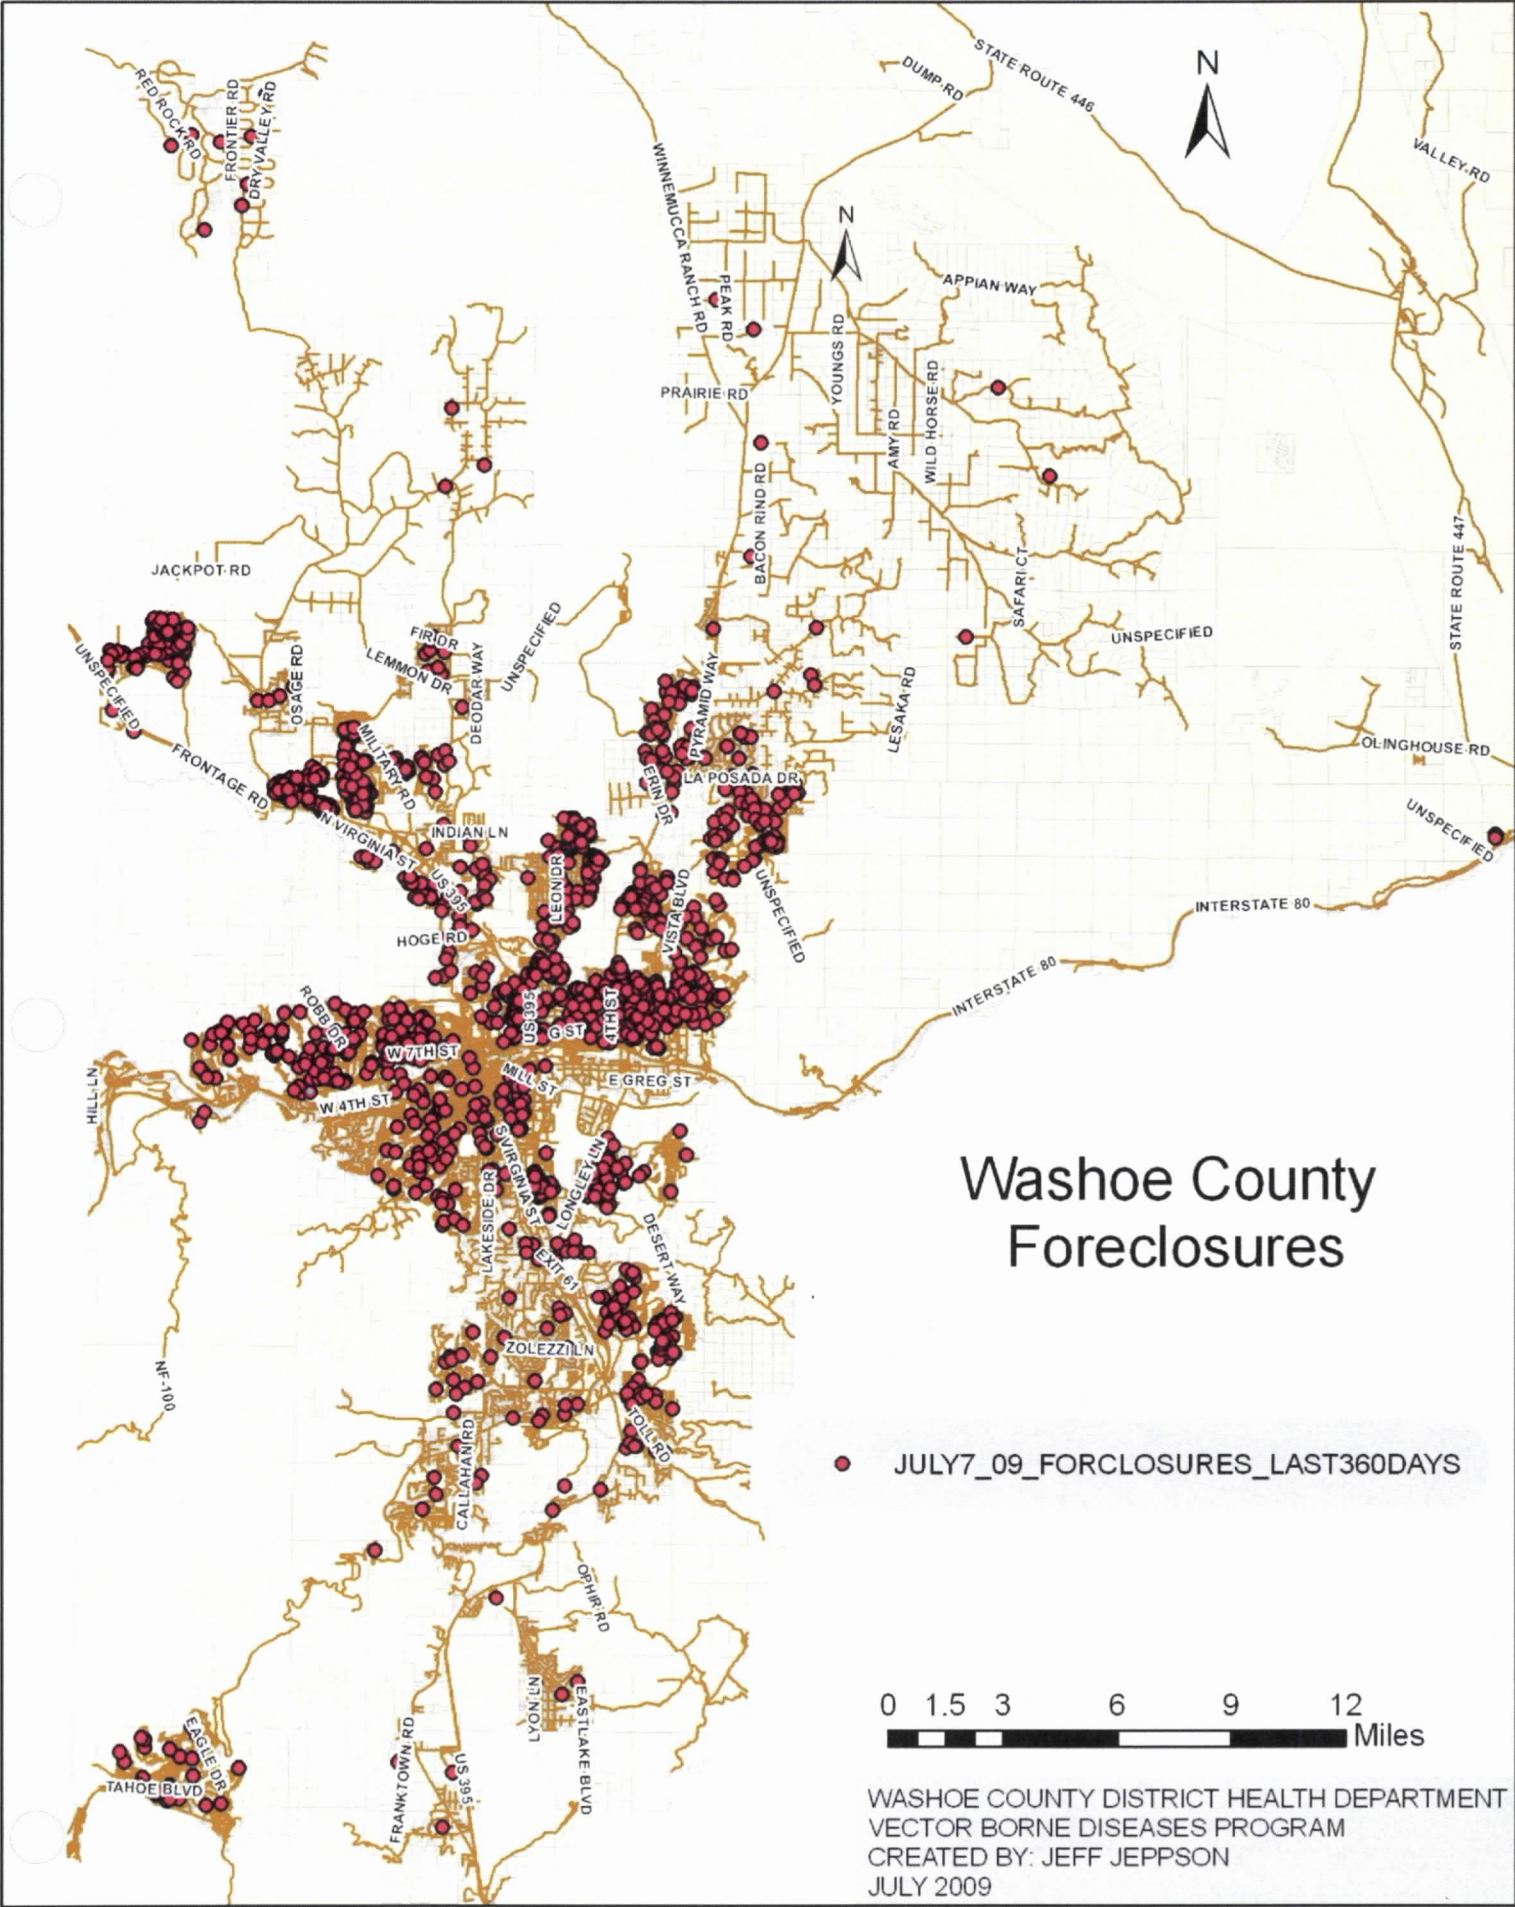 STATE ROUTE 446
DUMP RD
N
VALLEY RD
RED ROCK RD
FRONTIER RD
DRY VALLEY RD
WINNEMUCCA RANCH RD
N
APPIAN WAY
PEAK RD
YOUNGS RD
PRAIRIE RD
WILD HORSE RD
AMY RD
BACON RIND RD
STATE ROUTE 447
JACKPOT RD
SAFARI CT
UNSPECIFIED
UNSPECIFIED
FIR DR
LEMMON DR
DEODAR WAY
OSAGE RD
UNSPECIFIED
PYRAMID WAY
LESAKA RD
OLINGHOUSE RD
FRONTAGE RD
MILITARY RD
LA POSADA DR
ERIN DR
UNSPECIFIED
N VIRGINIA ST
INDIAN LN
US 395
LEON DR
VISTA BLVD
UNSPECIFIED
INTERSTATE 80
HOGE RD
INTERSTATE 80
ROBB DR
US 395
G ST
4TH ST
W 7TH ST
MILL ST
E GREG ST
HILL LN
W 4TH ST
S VIRGINIA ST
LONGLEY LN
LAKESIDE DR
DESERT WAY
EXIT 61
Washoe County
Foreclosures
ZOLEZZI LN
NF-100
TOLL RD
CALLAHAN RD
JULY7_09_FORCLOSURES_LAST360DAYS
OPHIR RD
LYON LN
EASTLAKE BLVD
EAGLE DR
TAHOE BLVD
FRANKTOWN RD
US 395
0 1.5 3 6 9 12
Miles
WASHOE COUNTY DISTRICT HEALTH DEPARTMENT
VECTOR BORNE DISEASES PROGRAM
CREATED BY: JEFF JEPPSON
JULY 2009